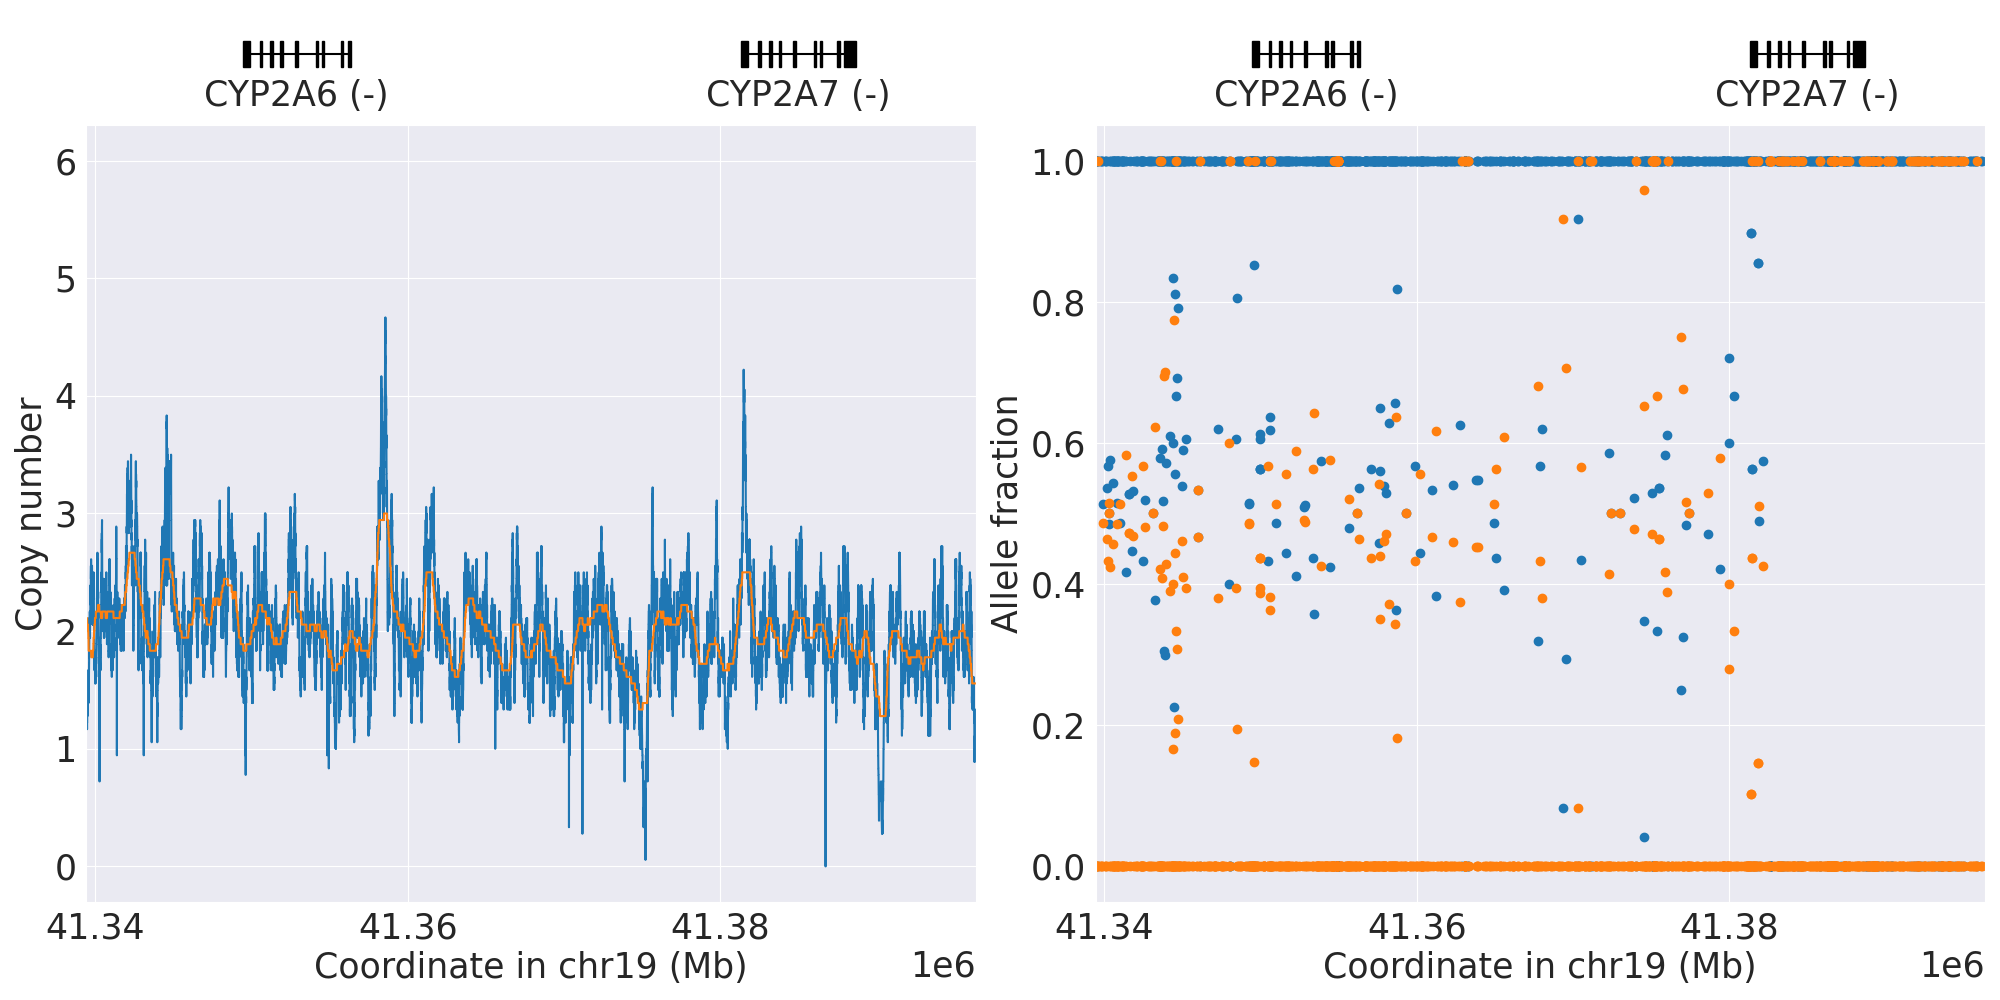 CYP2A6 (-)
CYP2A7 (-)
6
5
4
3
2
1
0
Copy number
41.34
41.36
41.38
Coordinate in chr19 (Mb)
1e6
CYP2A6 (-)
CYP2A7 (-)
1.0
0.8
0.6
0.4
0.2
0.0
Allele fraction
41.34
41.36
41.38
Coordinate in chr19 (Mb)
1e6